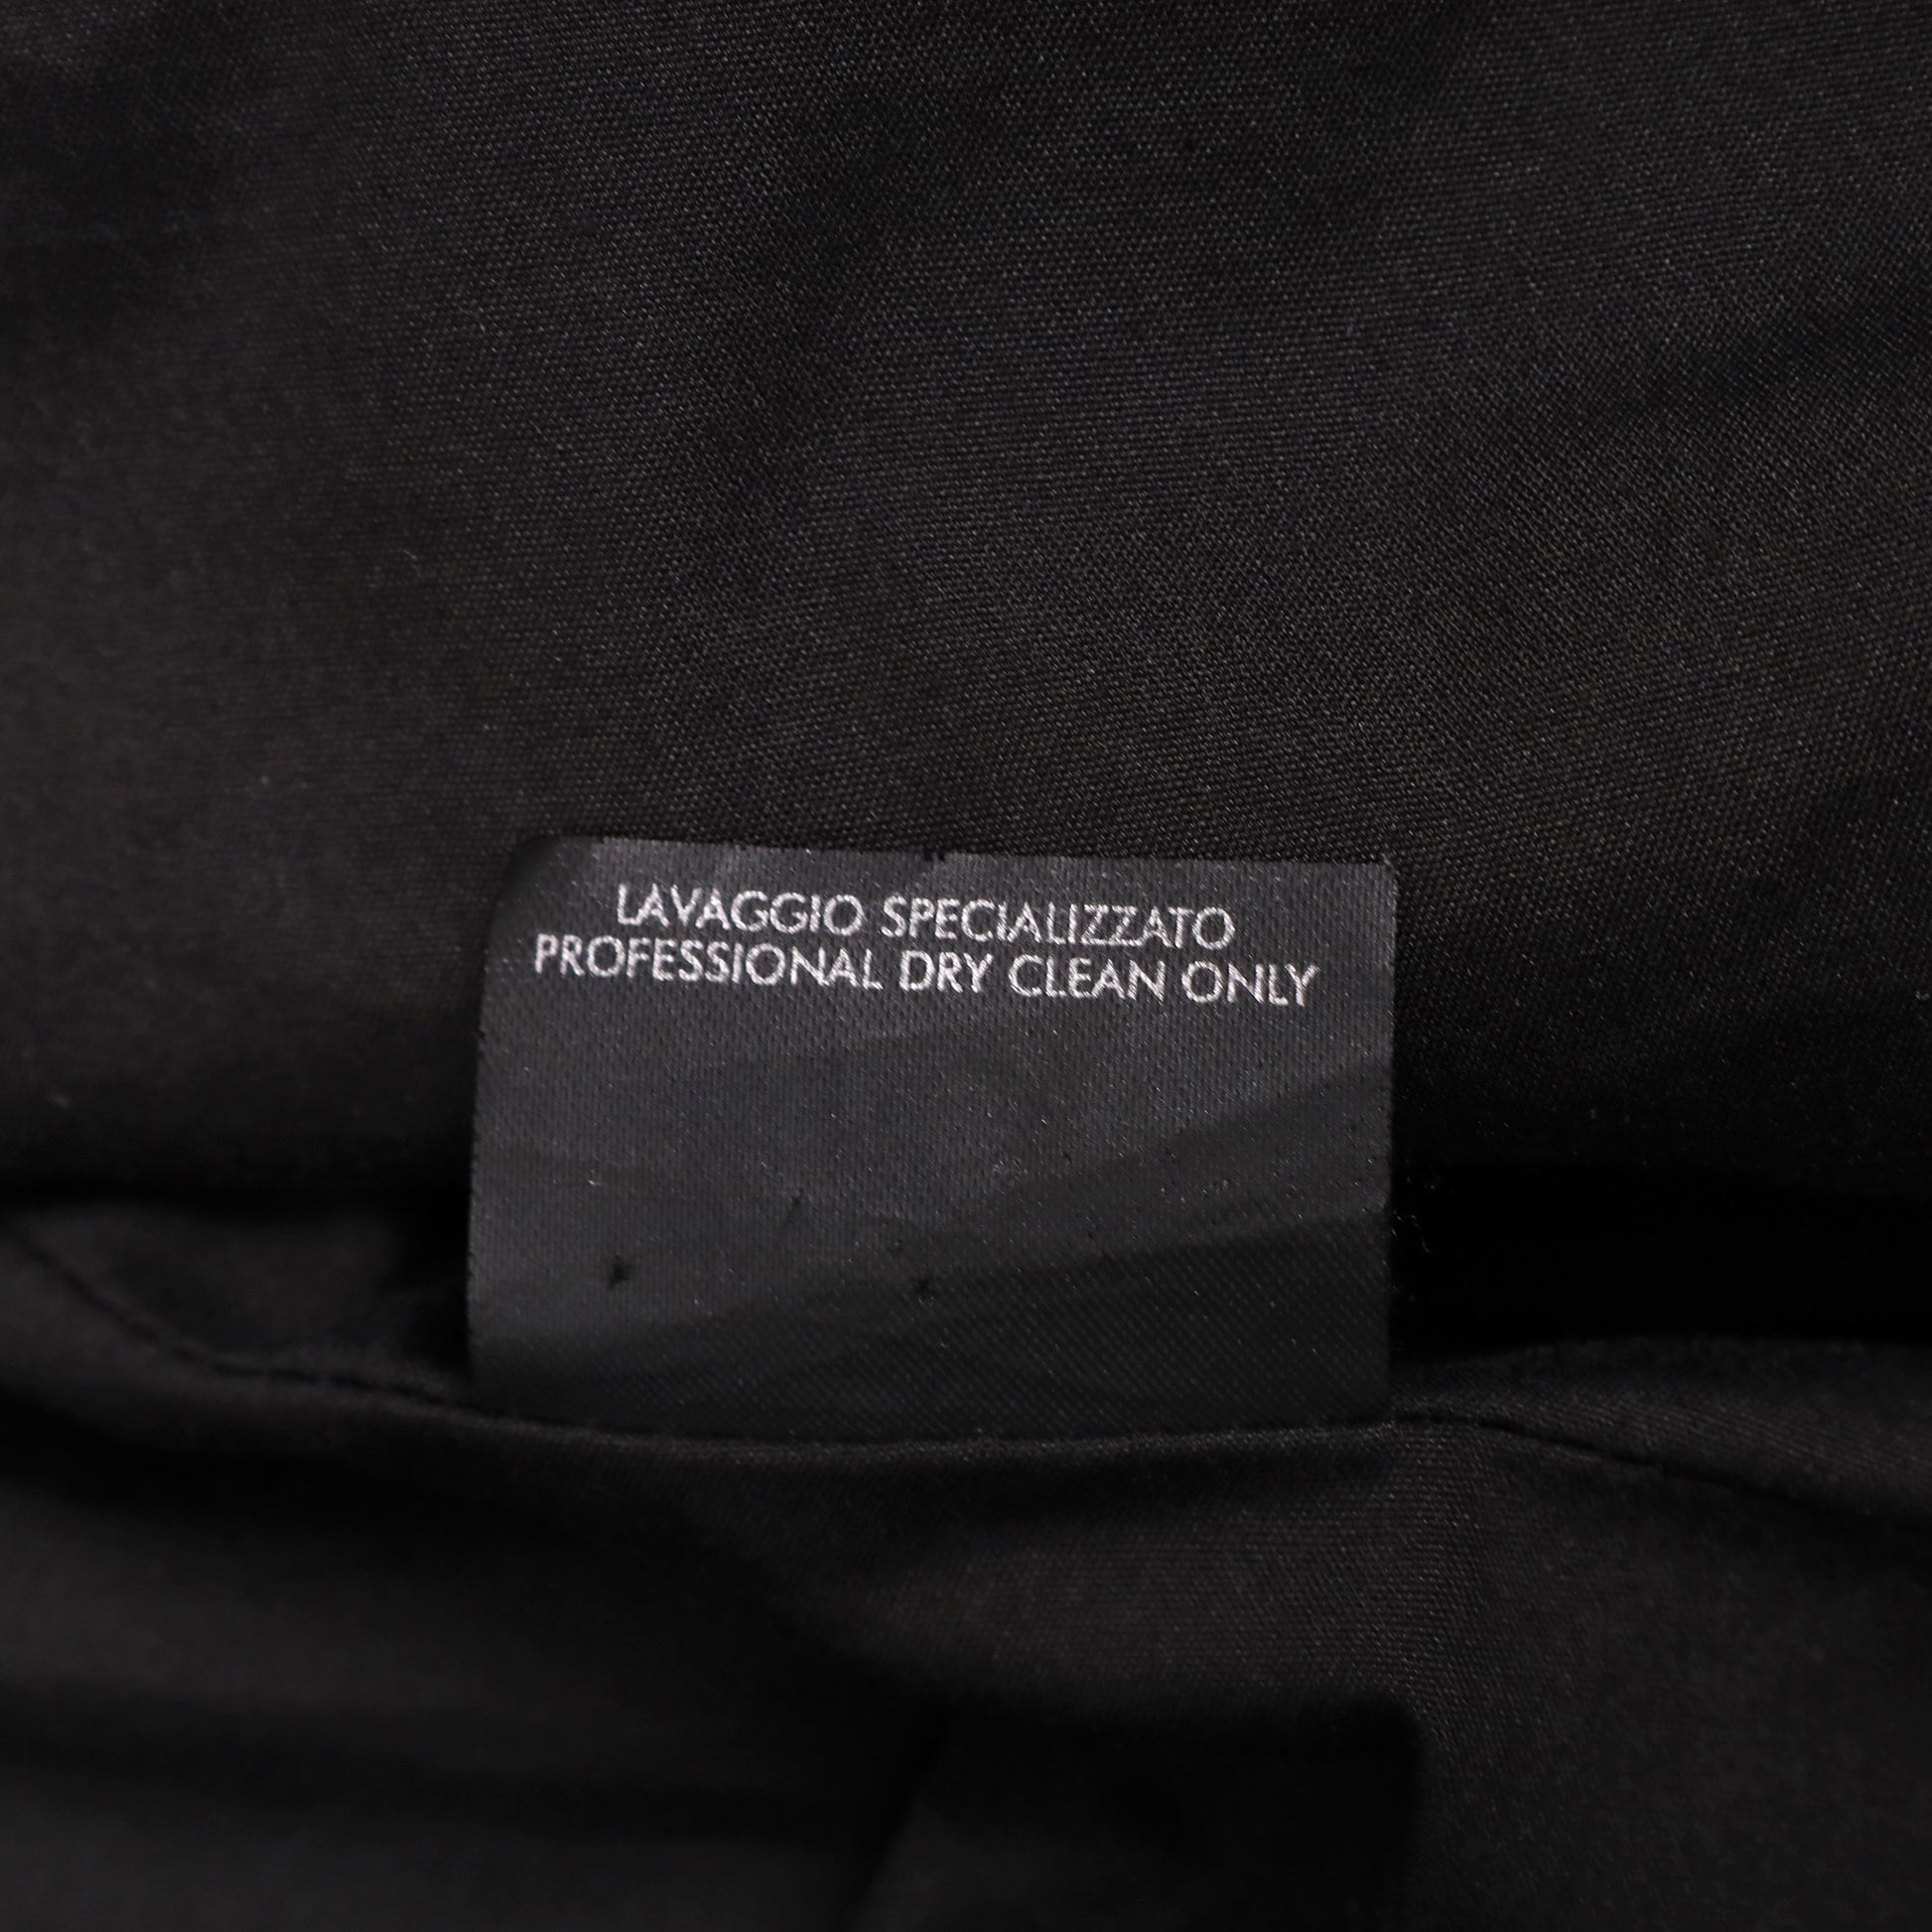 LAVAGGIO SPECIALIZZATO
PROFESSIONAL DRY CLEAN ONLY